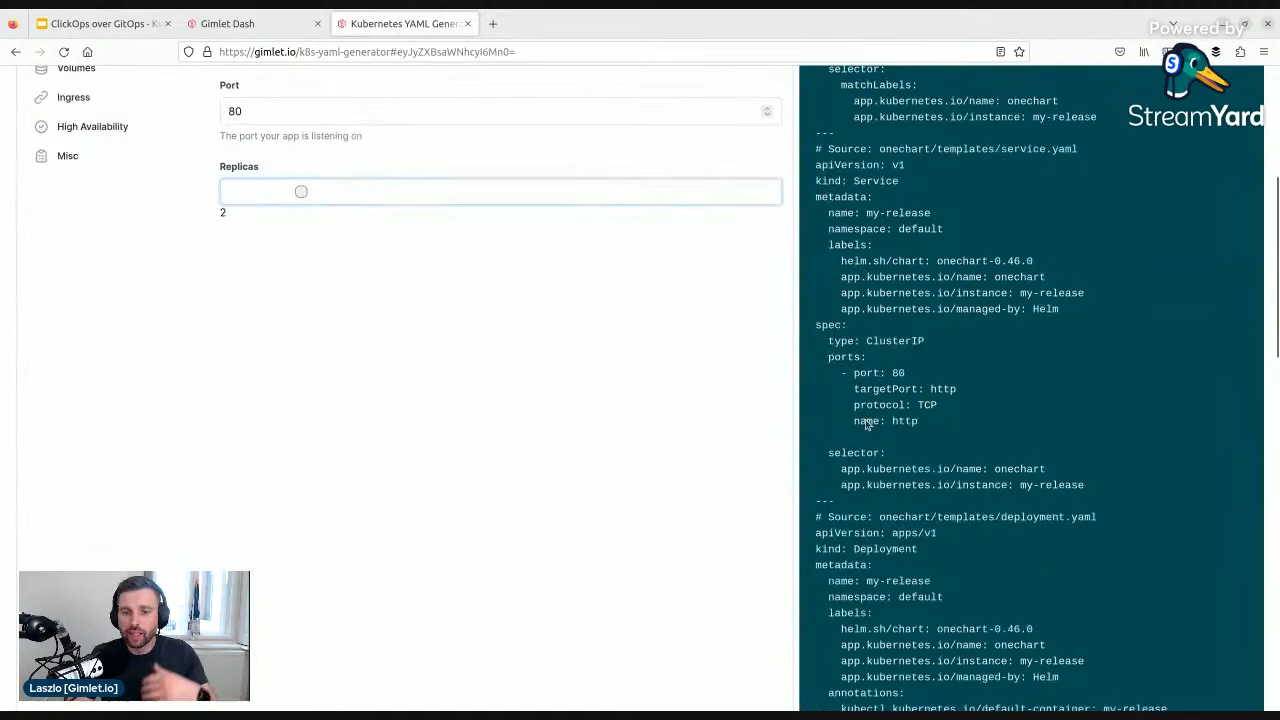 ClickOps over GitOps - K
Gimlet Dash
Kubernetes YAML Gener
https://gimlet.io/k8s-yaml-generator#eyJyZXBsaWNhcyI6Mn0=
Powered by
StreamYard
Volumes
Ingress
High Availability
Misc
Port
80
The port your app is listening on
Replicas
2
selector:
matchLabels:
app.kubernetes.io/name: onechart
app.kubernetes.io/instance: my-release
---
# Source: onechart/templates/service.yaml
apiVersion: v1
kind: Service
metadata:
name: my-release
namespace: default
labels:
helm.sh/chart: onechart-0.46.0
app.kubernetes.io/name: onechart
app.kubernetes.io/instance: my-release
app.kubernetes.io/managed-by: Helm
spec:
type: ClusterIP
ports:
- port: 80
targetPort: http
protocol: TCP
name: http
selector:
app.kubernetes.io/name: onechart
app.kubernetes.io/instance: my-release
---
# Source: onechart/templates/deployment.yaml
apiVersion: apps/v1
kind: Deployment
metadata:
name: my-release
namespace: default
labels:
helm.sh/chart: onechart-0.46.0
app.kubernetes.io/name: onechart
app.kubernetes.io/instance: my-release
app.kubernetes.io/managed-by: Helm
annotations:
kubectl.kubernetes.io/default-container: my-release
Laszlo [Gimlet.io]